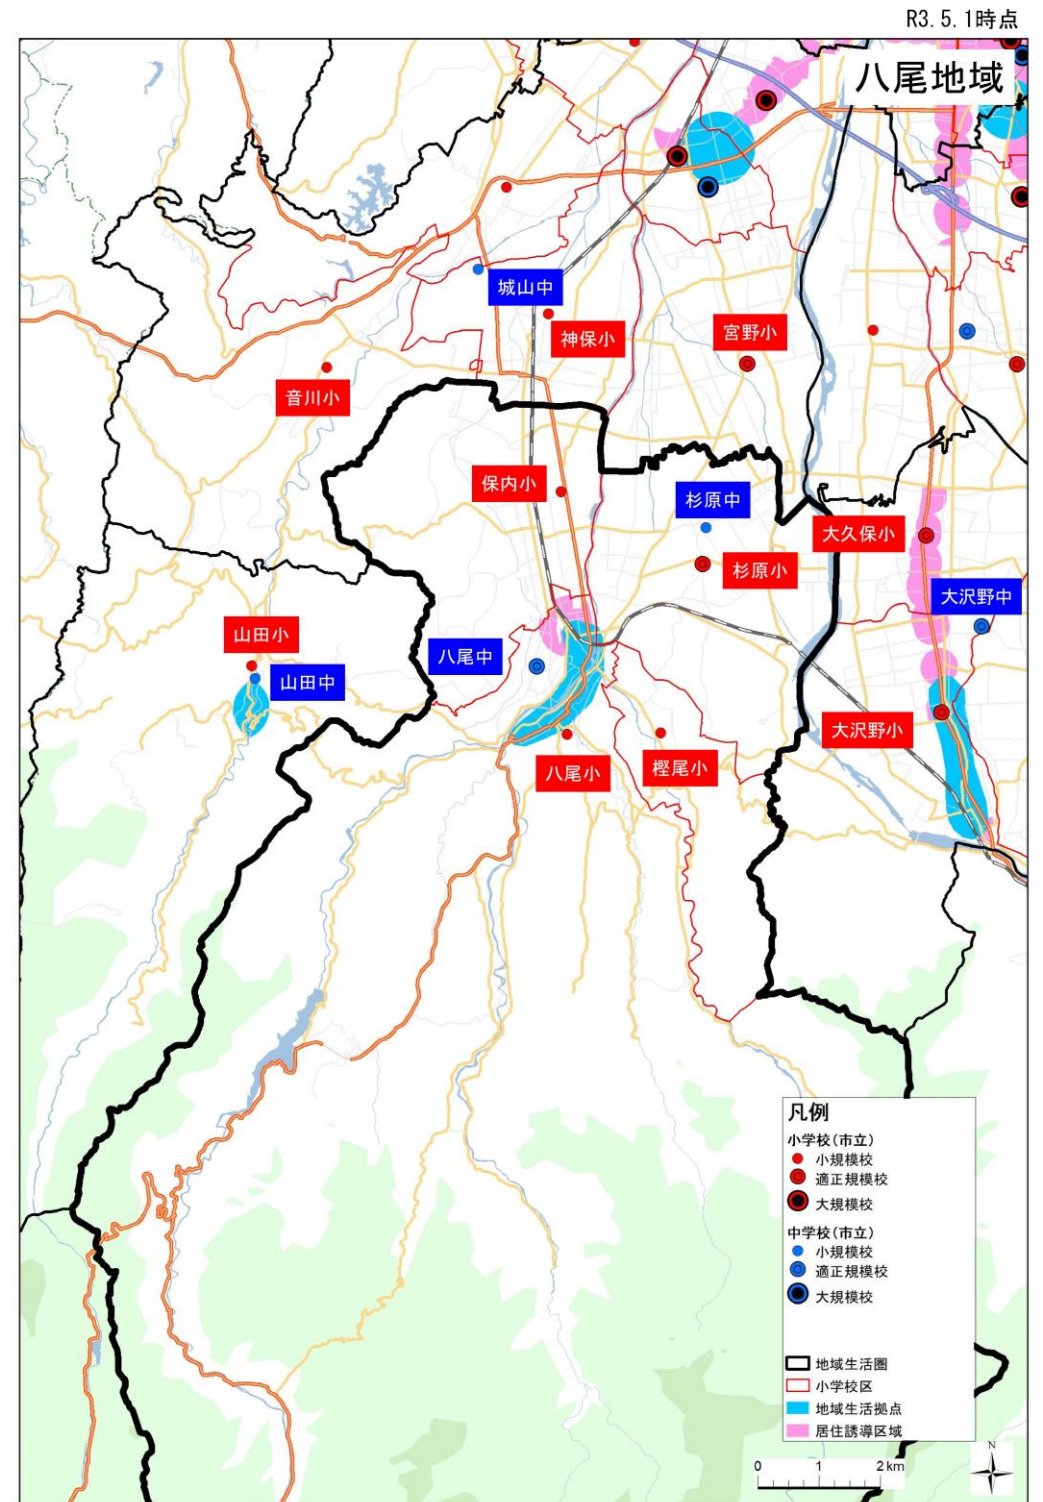 R3.5.1時点
八尾地域
城山中
神保小
宮野小
音川小
保内小
杉原中
大久保小
杉原小
大沢野中
山田小
八尾中
山田中
大沢野小
八尾小
樫尾小
凡例
小学校(市立)
小規模校
適正規模校
大規模校
中学校(市立)
小規模校
適正規模校
大規模校
地域生活圏
小学校区
地域生活拠点
居住誘導区域
N
0 1 2km